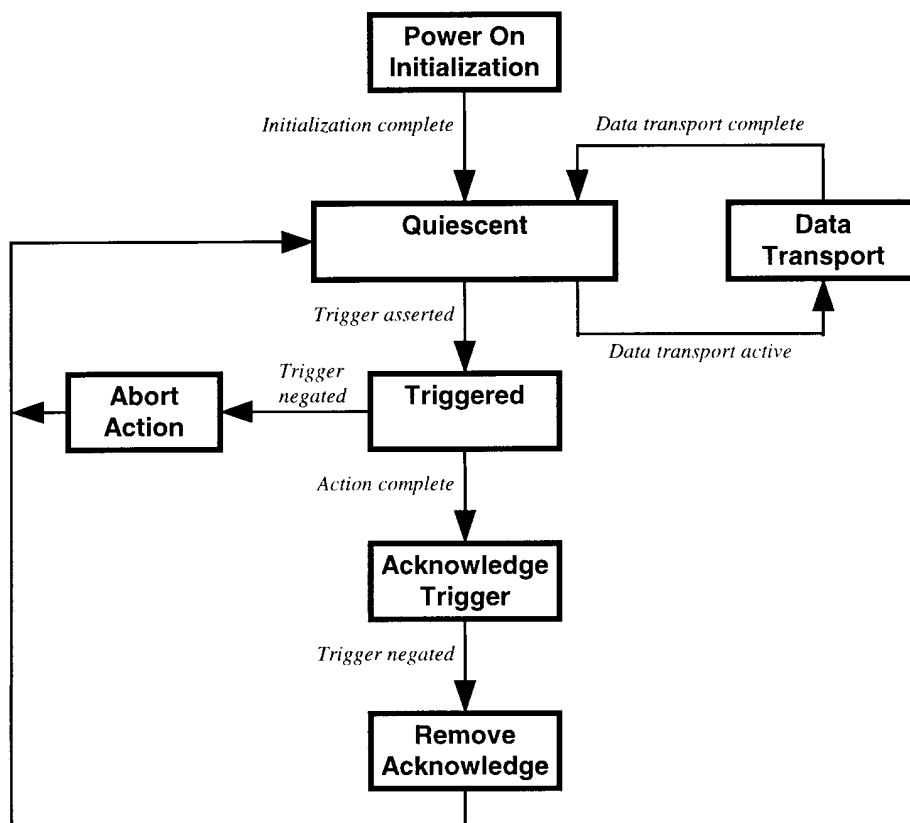 Power On
Initialization
Initialization complete
Data transport complete
Quiescent
Data
Transport
Trigger asserted
Data transport active
Trigger
negated
Abort
Action
Triggered
Action complete
Acknowledge
Trigger
Trigger negated
Remove
Acknowledge